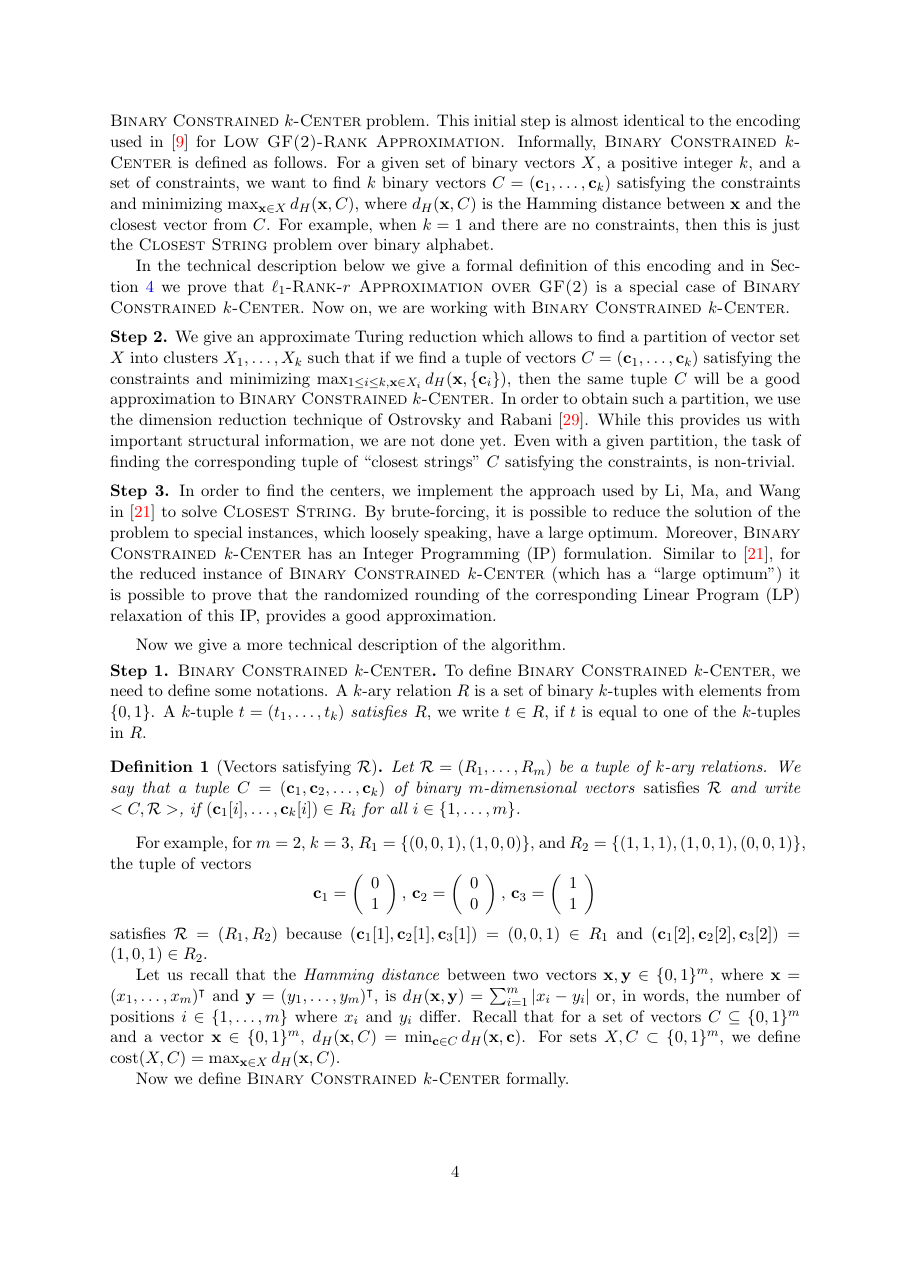 BINARY CONSTRAINED k-CENTER problem. This initial step is almost identical to the encoding
used in [9] for LOW GF(2)-RANK APPROXIMATION. Informally, BINARY CONSTRAINED k-
CENTER is defined as follows. For a given set of binary vectors X, a positive integer k, and a
set of constraints, we want to find k binary vectors C = (c₁, . . . , cₖ) satisfying the constraints
and minimizing max_{x∈X} d_H(x, C), where d_H(x, C) is the Hamming distance between x and the
closest vector from C. For example, when k = 1 and there are no constraints, then this is just
the CLOSEST STRING problem over binary alphabet.
In the technical description below we give a formal definition of this encoding and in Sec-
tion 4 we prove that ℓ₁-RANK-r APPROXIMATION OVER GF(2) is a special case of BINARY
CONSTRAINED k-CENTER. Now on, we are working with BINARY CONSTRAINED k-CENTER.
Step 2. We give an approximate Turing reduction which allows to find a partition of vector set
X into clusters X₁, . . . , Xₖ such that if we find a tuple of vectors C = (c₁, . . . , cₖ) satisfying the
constraints and minimizing max_{1≤i≤k,x∈X_i} d_H(x, {c_i}), then the same tuple C will be a good
approximation to BINARY CONSTRAINED k-CENTER. In order to obtain such a partition, we use
the dimension reduction technique of Ostrovsky and Rabani [29]. While this provides us with
important structural information, we are not done yet. Even with a given partition, the task of
finding the corresponding tuple of “closest strings” C satisfying the constraints, is non-trivial.
Step 3. In order to find the centers, we implement the approach used by Li, Ma, and Wang
in [21] to solve CLOSEST STRING. By brute-forcing, it is possible to reduce the solution of the
problem to special instances, which loosely speaking, have a large optimum. Moreover, BINARY
CONSTRAINED k-CENTER has an Integer Programming (IP) formulation. Similar to [21], for
the reduced instance of BINARY CONSTRAINED k-CENTER (which has a “large optimum”) it
is possible to prove that the randomized rounding of the corresponding Linear Program (LP)
relaxation of this IP, provides a good approximation.
Now we give a more technical description of the algorithm.
Step 1. BINARY CONSTRAINED k-CENTER. To define BINARY CONSTRAINED k-CENTER, we
need to define some notations. A k-ary relation R is a set of binary k-tuples with elements from
{0, 1}. A k-tuple t = (t₁, . . . , tₖ) satisfies R, we write t ∈ R, if t is equal to one of the k-tuples
in R.
Definition 1 (Vectors satisfying ℛ). Let ℛ = (R₁, . . . , Rₘ) be a tuple of k-ary relations. We
say that a tuple C = (c₁, c₂, . . . , cₖ) of binary m-dimensional vectors satisfies ℛ and write
< C, ℛ >, if (c₁[i], . . . , cₖ[i]) ∈ R_i for all i ∈ {1, . . . , m}.
For example, for m = 2, k = 3, R₁ = {(0, 0, 1), (1, 0, 0)}, and R₂ = {(1, 1, 1), (1, 0, 1), (0, 0, 1)},
the tuple of vectors
c₁ = ( 0 1 ) , c₂ = ( 0 0 ) , c₃ = ( 1 1 )
satisfies ℛ = (R₁, R₂) because (c₁[1], c₂[1], c₃[1]) = (0, 0, 1) ∈ R₁ and (c₁[2], c₂[2], c₃[2]) =
(1, 0, 1) ∈ R₂.
Let us recall that the Hamming distance between two vectors x, y ∈ {0, 1}ᵐ, where x =
(x₁, . . . , xₘ)ᵀ and y = (y₁, . . . , yₘ)ᵀ, is d_H(x, y) = ∑_{i=1}^m |x_i − y_i| or, in words, the number of
positions i ∈ {1, . . . , m} where x_i and y_i differ. Recall that for a set of vectors C ⊆ {0, 1}ᵐ
and a vector x ∈ {0, 1}ᵐ, d_H(x, C) = min_{c∈C} d_H(x, c). For sets X, C ⊂ {0, 1}ᵐ, we define
cost(X, C) = max_{x∈X} d_H(x, C).
Now we define BINARY CONSTRAINED k-CENTER formally.
4